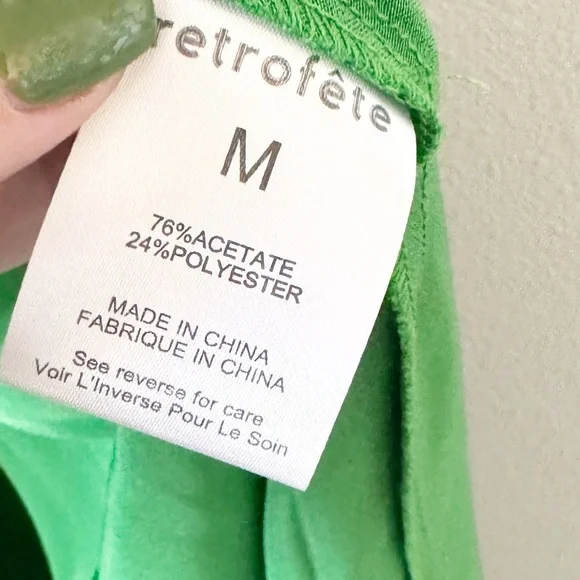 retrofête
M
76%ACETATE
24%POLYESTER
MADE IN CHINA
FABRIQUE IN CHINA
See reverse for care
Voir L'Inverse Pour Le Soin